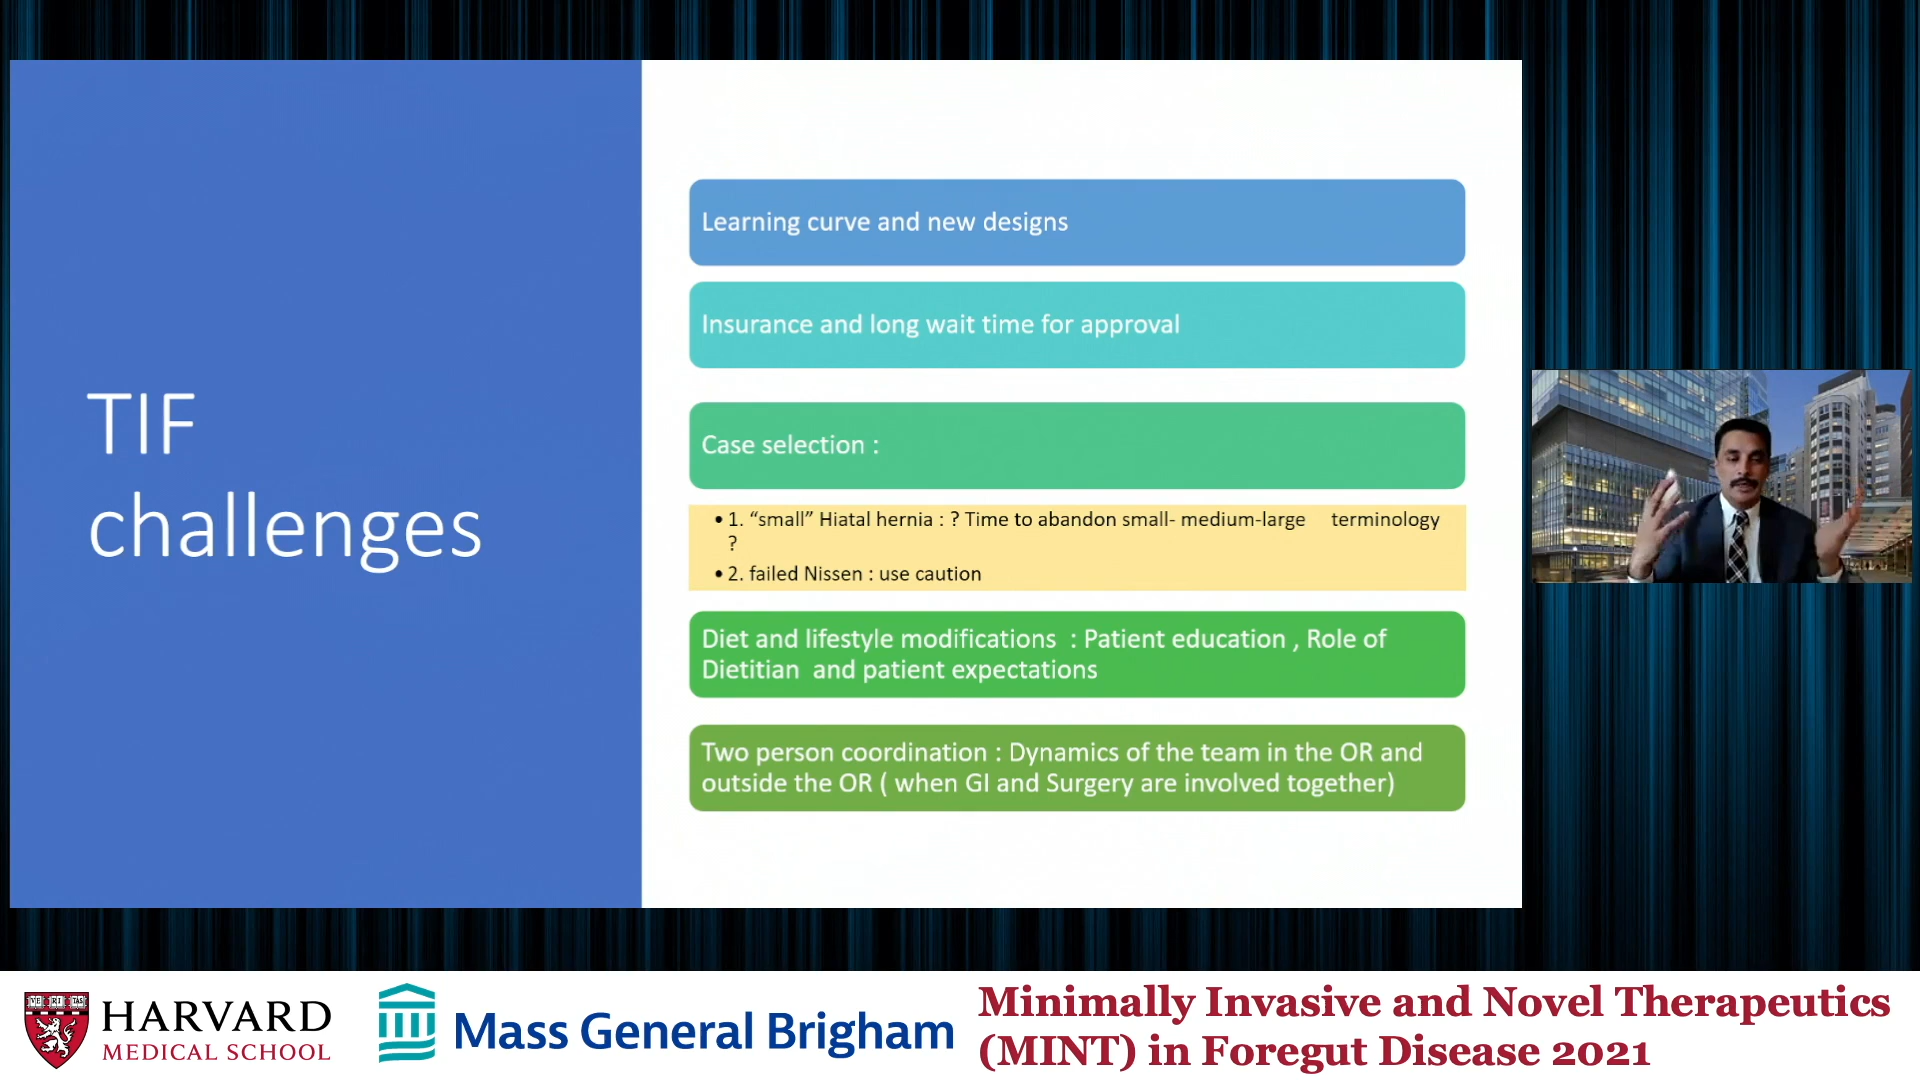 TIF
challenges
Learning curve and new designs
Insurance and long wait time for approval
Case selection :
• 1. “small” Hiatal hernia : ? Time to abandon small- medium-large terminology
?
• 2. failed Nissen : use caution
Diet and lifestyle modifications : Patient education , Role of
Dietitian and patient expectations
Two person coordination : Dynamics of the team in the OR and
outside the OR ( when GI and Surgery are involved together)
VE RI TAS
HARVARD
MEDICAL SCHOOL
Mass General Brigham
Minimally Invasive and Novel Therapeutics
(MINT) in Foregut Disease 2021